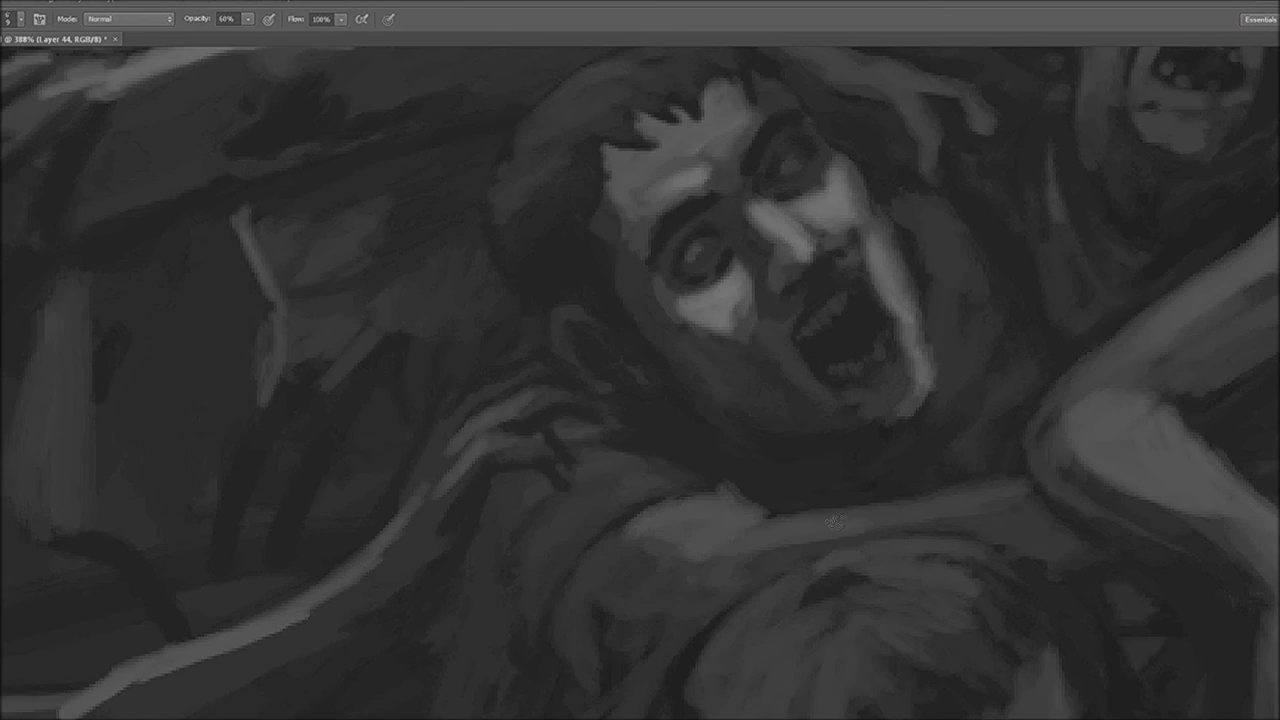 Mode: Normal Opacity: 60% Flow: 100% Essentials
@ 388% (Layer 44, RGB/8) * ×